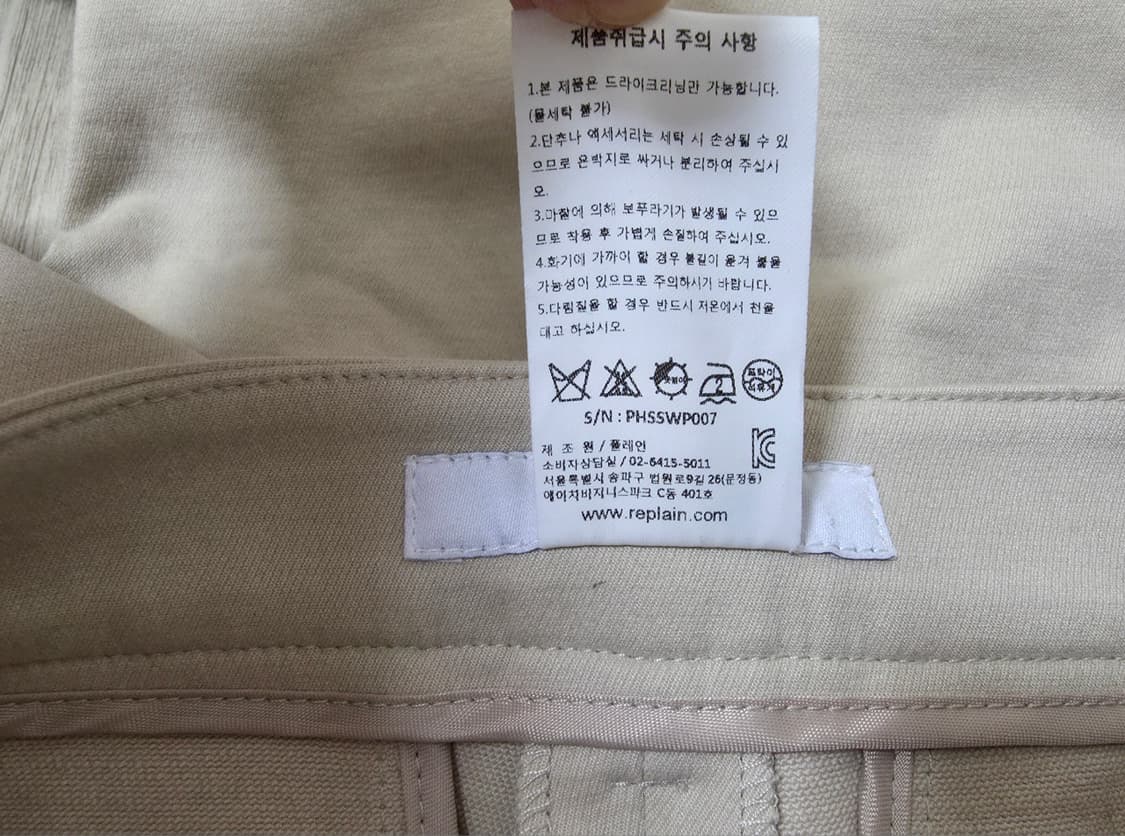 제품취급시 주의 사항
1.본 제품은 드라이크리닝만 가능합니다.
(물세탁 불가)
2.단추나 액세서리는 세탁 시 손상될 수 있
으므로 은박지로 싸거나 분리하여 주십시
오.
3.마찰에 의해 보푸라기가 발생될 수 있으
므로 착용 후 가볍게 손질하여 주십시오.
4.화기에 가까이 할 경우 불길이 옮겨 붙을
가능성이 있으므로 주의하시기 바랍니다.
5.다림질을 할 경우 반드시 저온에서 천을
대고 하십시오.
드라이
석유계
S/N : PHSSWP007
제 조 원 / 플레인
소비자상담실 / 02-6415-5011
서울특별시 송파구 법원로9길 26(문정동)
에이치비지니스파크 C동 401호
www.replain.com